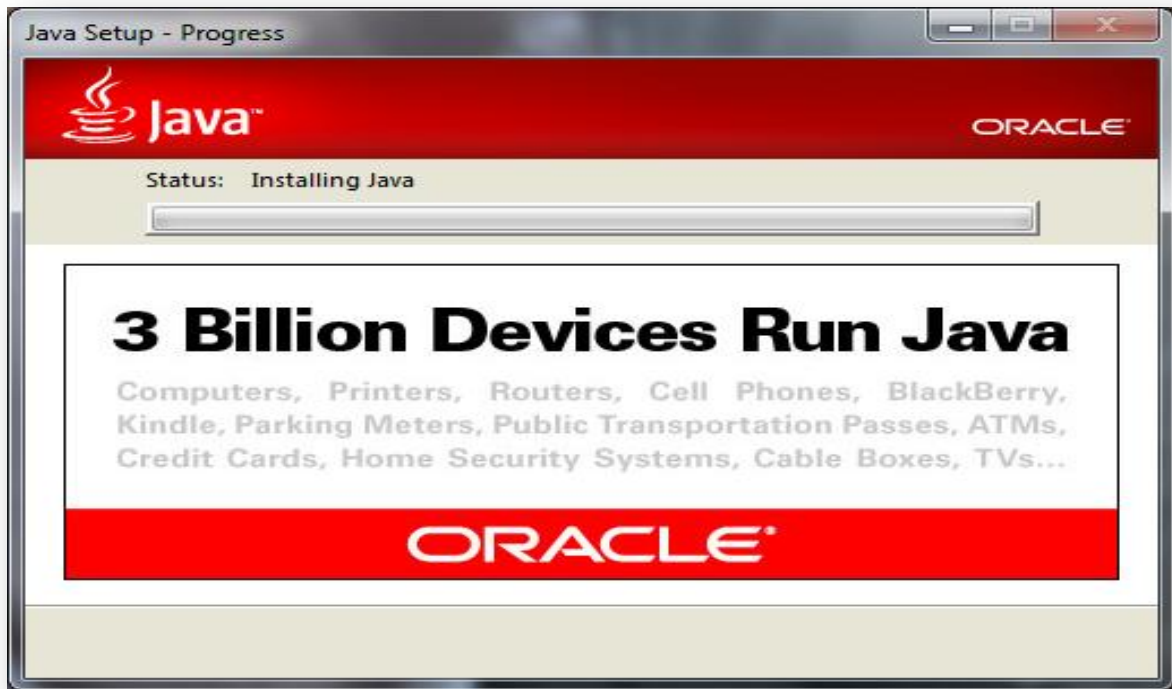 Java Setup - Progress
Java™
ORACLE®
Status: Installing Java
3 Billion Devices Run Java
Computers, Printers, Routers, Cell Phones, BlackBerry,
Kindle, Parking Meters, Public Transportation Passes, ATMs,
Credit Cards, Home Security Systems, Cable Boxes, TVs...
ORACLE®